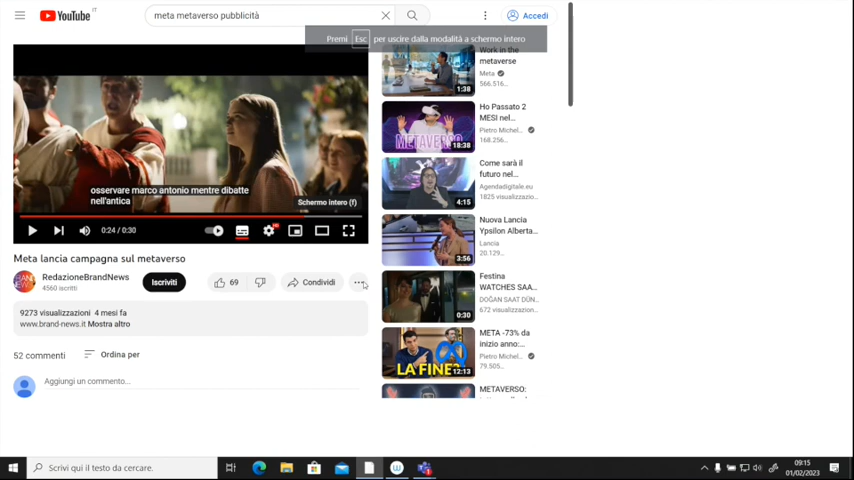 YouTube IT
meta metaverso pubblicità
Accedi
Premi Esc per uscire dalla modalità a schermo intero
osservare marco antonio mentre dibatte
nell'antica
Schermo intero (f)
0:24 / 0:30
Meta lancia campagna sul metaverso
RedazioneBrandNews
4560 iscritti
Iscriviti
69
Condividi
9273 visualizzazioni 4 mesi fa
www.brand-news.it Mostra altro
52 commenti
Ordina per
Aggiungi un commento...
Work in the
metaverse
Meta
566.516...
1:38
Ho Passato 2
MESI nel...
Pietro Michel...
168.256...
METAVERSO
18:38
Come sarà il
futuro nel...
Agendadigitale.eu
1825 visualizzazio...
4:15
Nuova Lancia
Ypsilon Alberta...
Lancia
20.129...
3:56
Festina
WATCHES SAA...
DOĞAN SAAT DÜN...
672 visualizzazion...
0:30
META -73% da
inizio anno:...
Pietro Michel...
79.505...
LA FINE?
12:13
METAVERSO:
Scrivi qui il testo da cercare.
09:15
01/02/2023